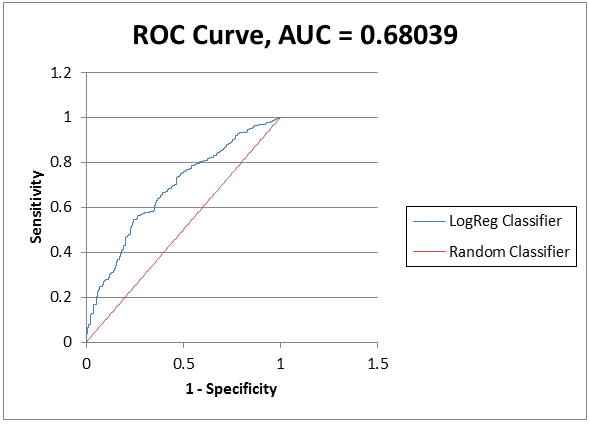 ROC Curve, AUC = 0.68039
1.2
1
0.8
0.6
0.4
0.2
0
Sensitivity
0 0.5 1 1.5
1 - Specificity
LogReg Classifier
Random Classifier